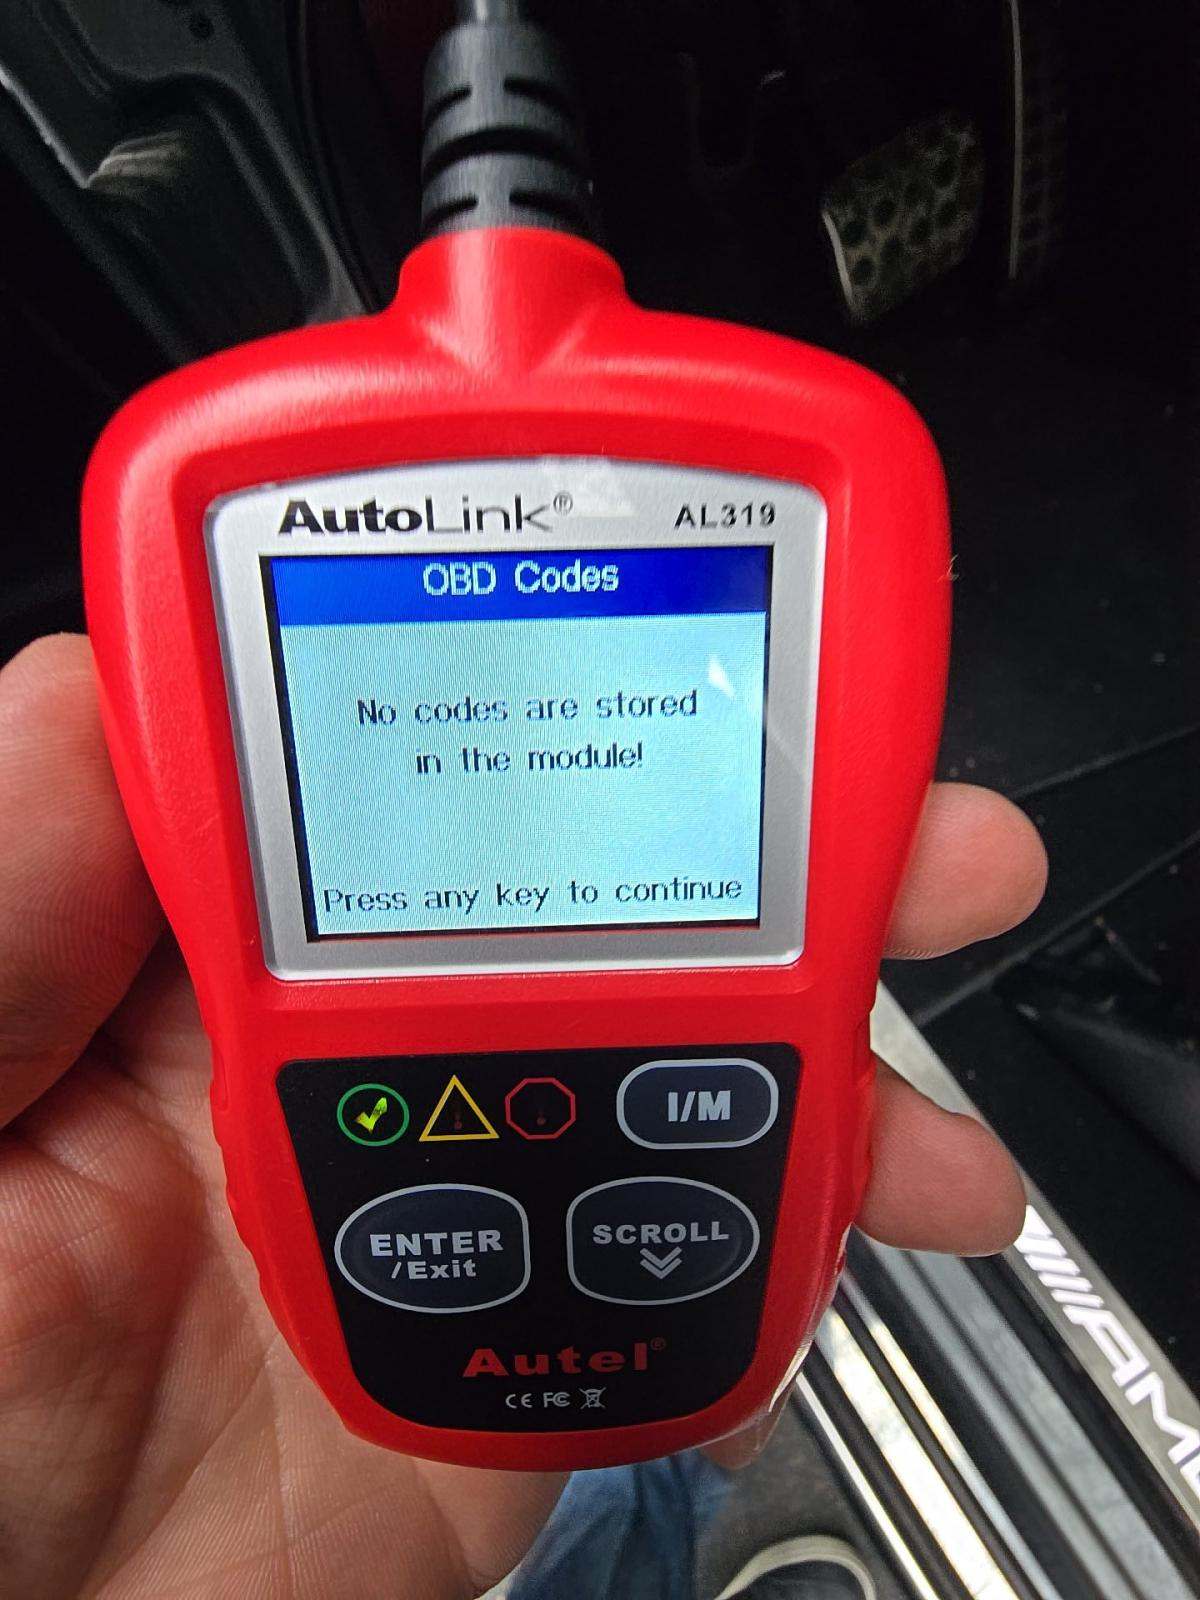 AutoLink® AL319
OBD Codes
No codes are stored
in the module!
Press any key to continue
I/M
ENTER
/Exit
SCROLL
Autel®
CE FC
AMG